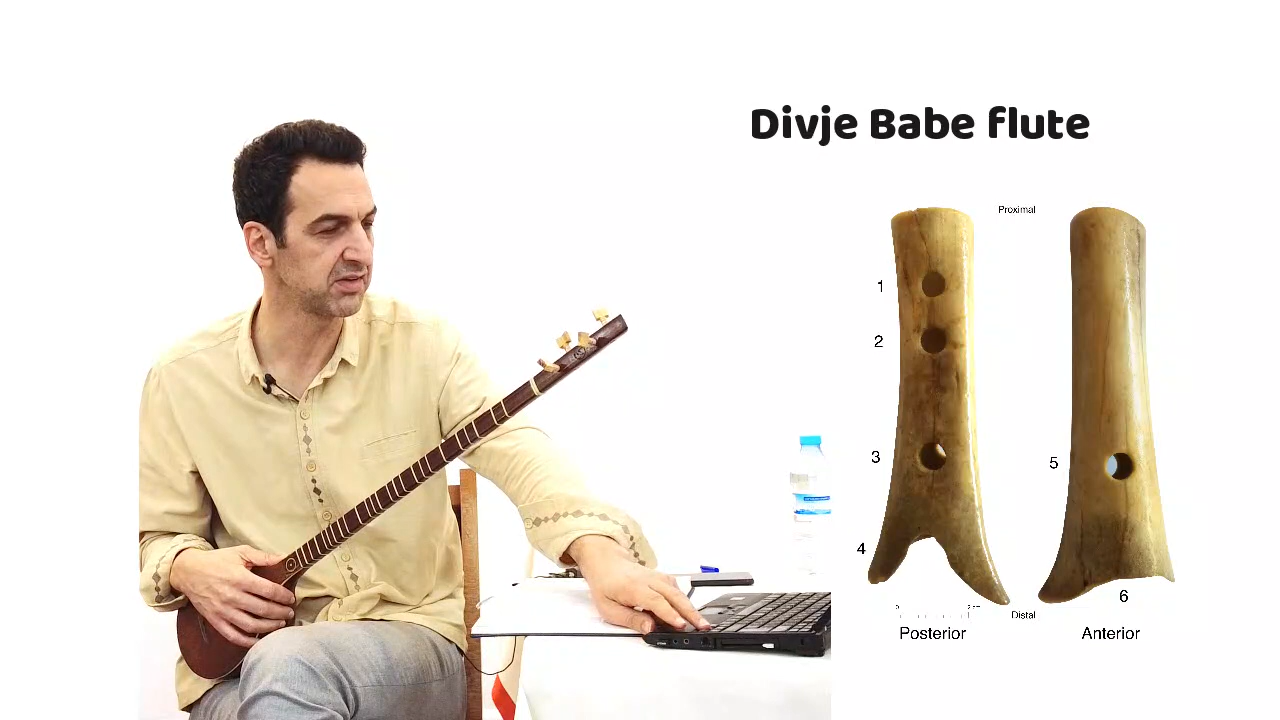 Divje Babe flute
Proximal
1
2
3
5
4
6
Distal
Posterior
Anterior